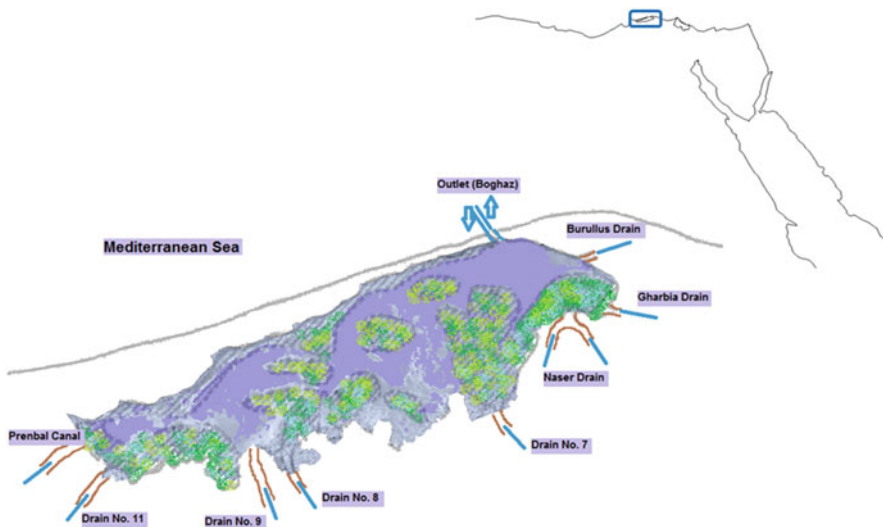 Outlet (Boghaz)
Burullus Drain
Mediterranean Sea
Gharbia Drain
Naser Drain
Prenbal Canal
Drain No. 7
Drain No. 8
Drain No. 11
Drain No. 9